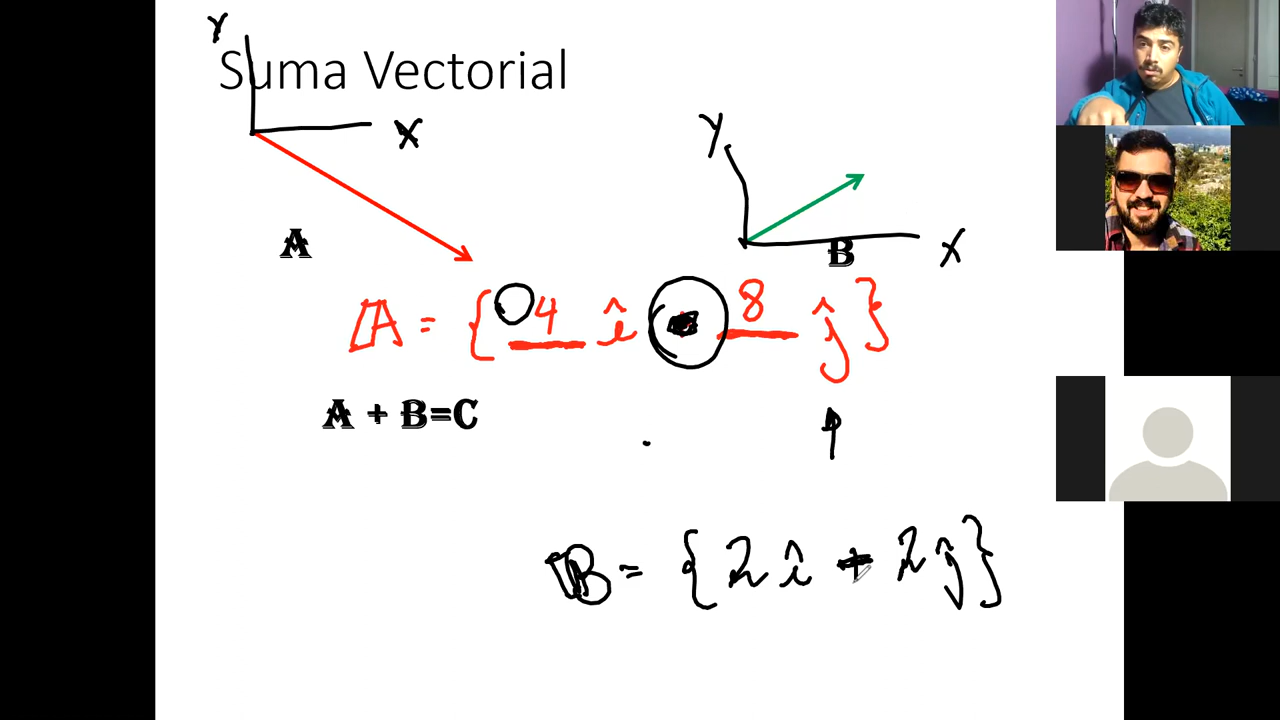 Y
Suma Vectorial
X
Y
A
B
X
A = { 4 î - 8 ĵ }
A + B=C
B = { 2 î + 2 ĵ }